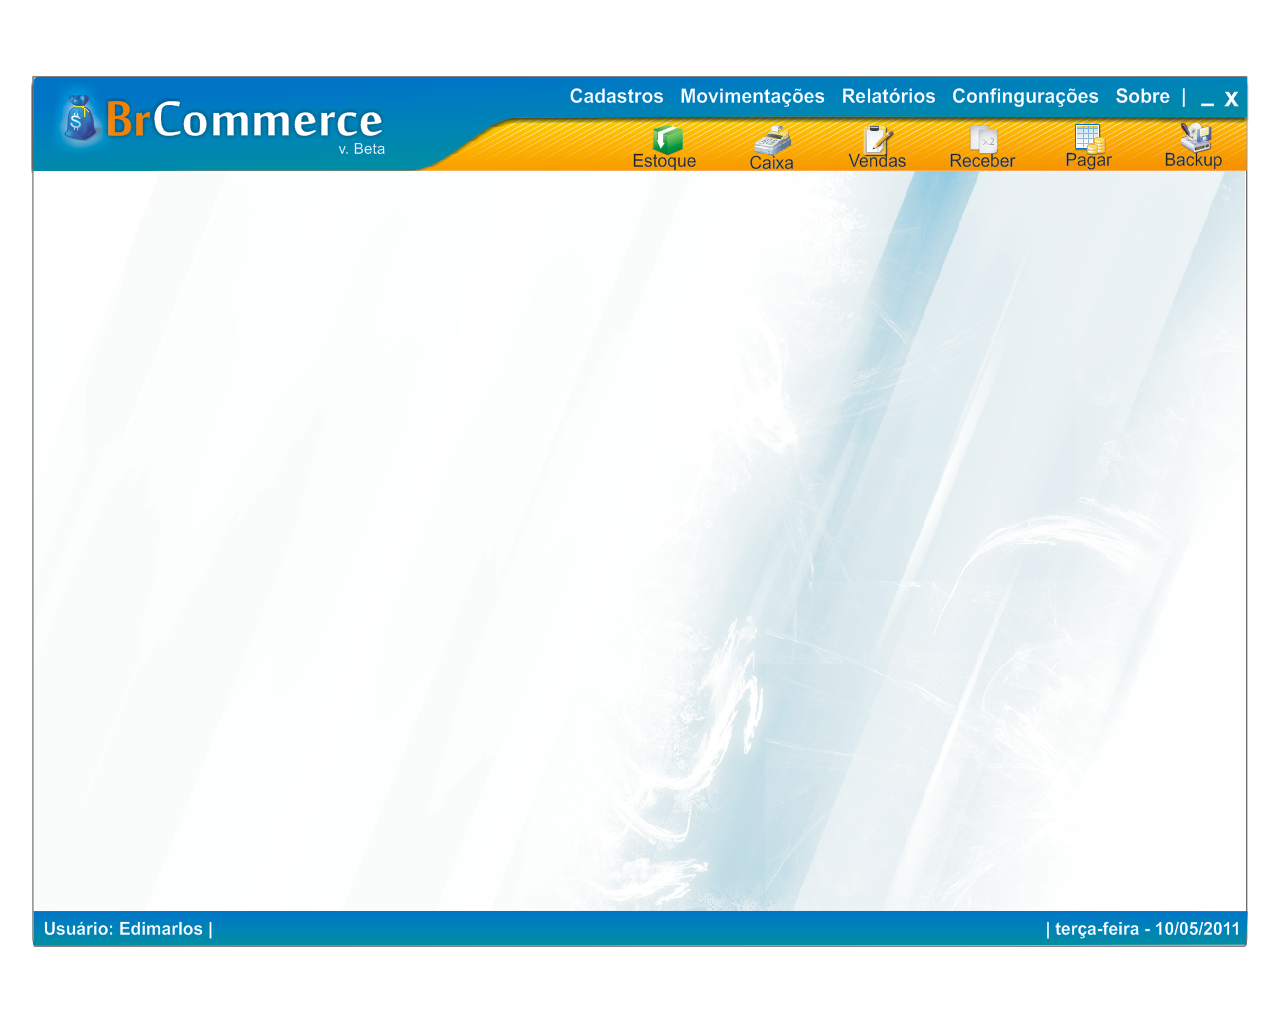 BrCommerce
v. Beta
Cadastros Movimentações Relatórios Confingurações Sobre | _ X
Estoque Caixa Vendas Receber Pagar Backup
Usuário: Edimarlos |
| terça-feira - 10/05/2011